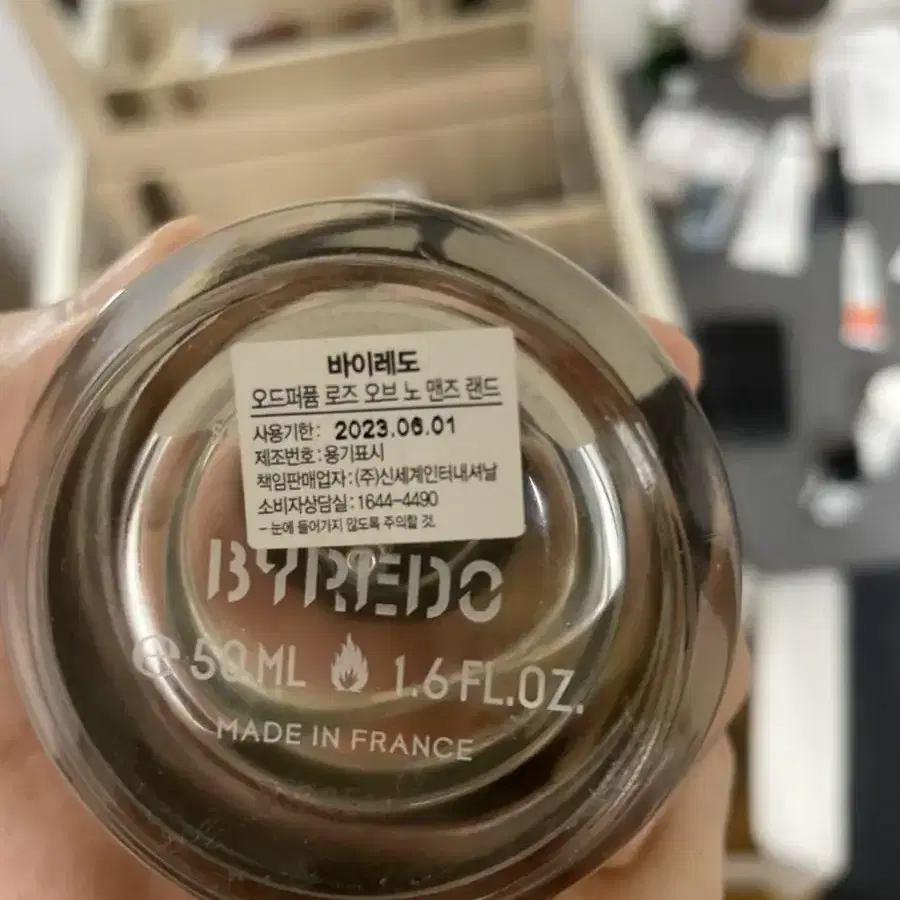 바이레도
오드퍼퓸 로즈 오브 노 맨즈 랜드
사용기한: 2023.06.01
제조번호:용기표시
책임판매업자:(주)신세계인터내셔날
소비자상담실:1644-4490
- 눈에 들어가지 않도록 주의할 것.
BYREDO
℮ 50 ML 1.6 FL.OZ.
MADE IN FRANCE